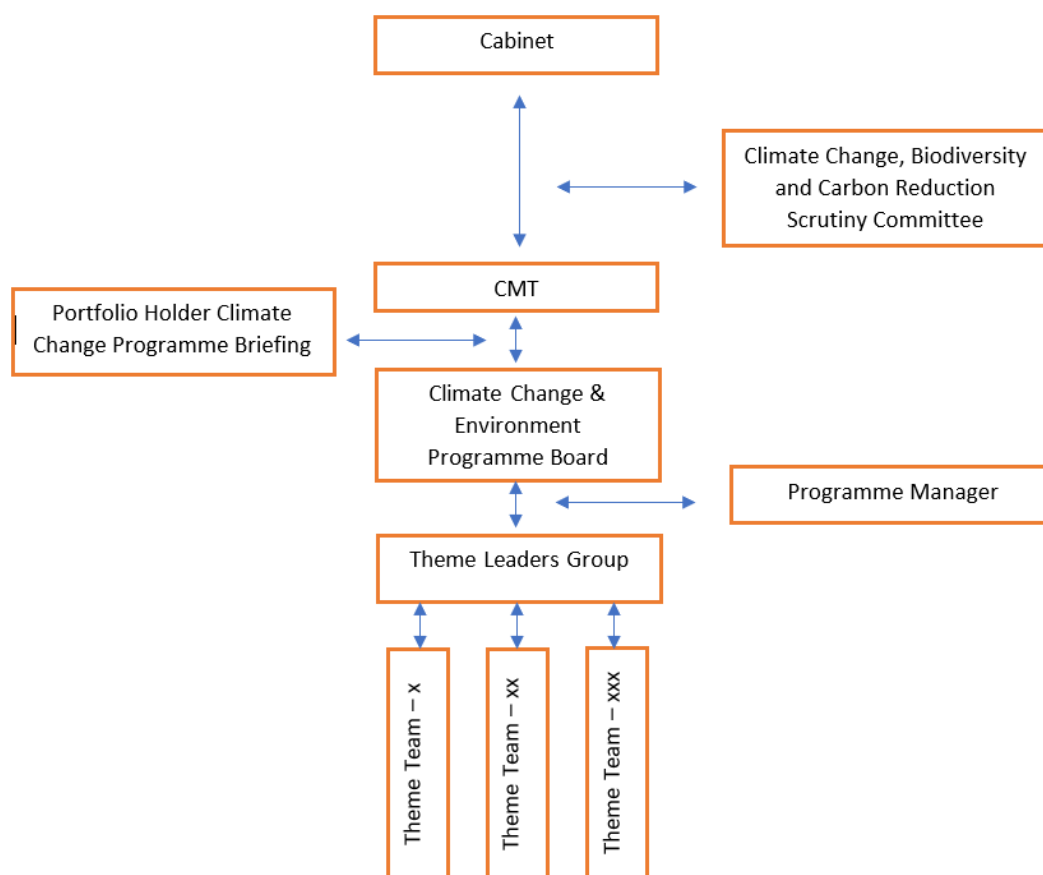 Cabinet
Climate Change, Biodiversity
and Carbon Reduction
Scrutiny Committee
CMT
Portfolio Holder Climate
Change Programme Briefing
Climate Change &
Environment
Programme Board
Programme Manager
Theme Leaders Group
Theme Team – x
Theme Team – xx
Theme Team – xxx